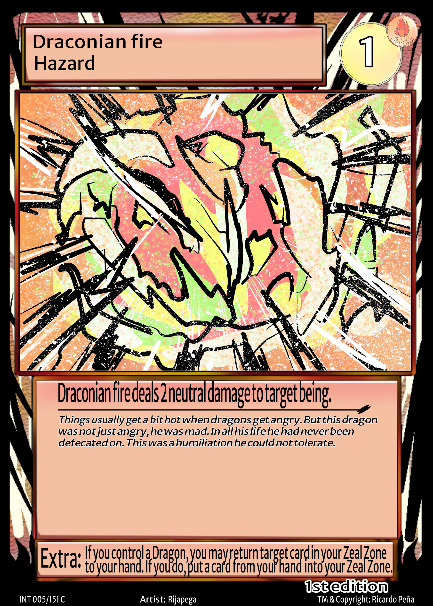 Draconian fire
Hazard
1
Draconian fire deals 2 neutral damage to target being.
Things usually get a bit hot when dragons get angry. But this dragon
was not just angry, he was mad. In all his life he had never been
defecated on. This was a humiliation he could not tolerate.
Extra: If you control a Dragon, you may return target card in your Zeal Zone
to your hand. If you do, put a card from your hand into your Zeal Zone.
1st edition
INT 005/151 C Artist: Rijapega TM & Copyright: Ricardo Peña